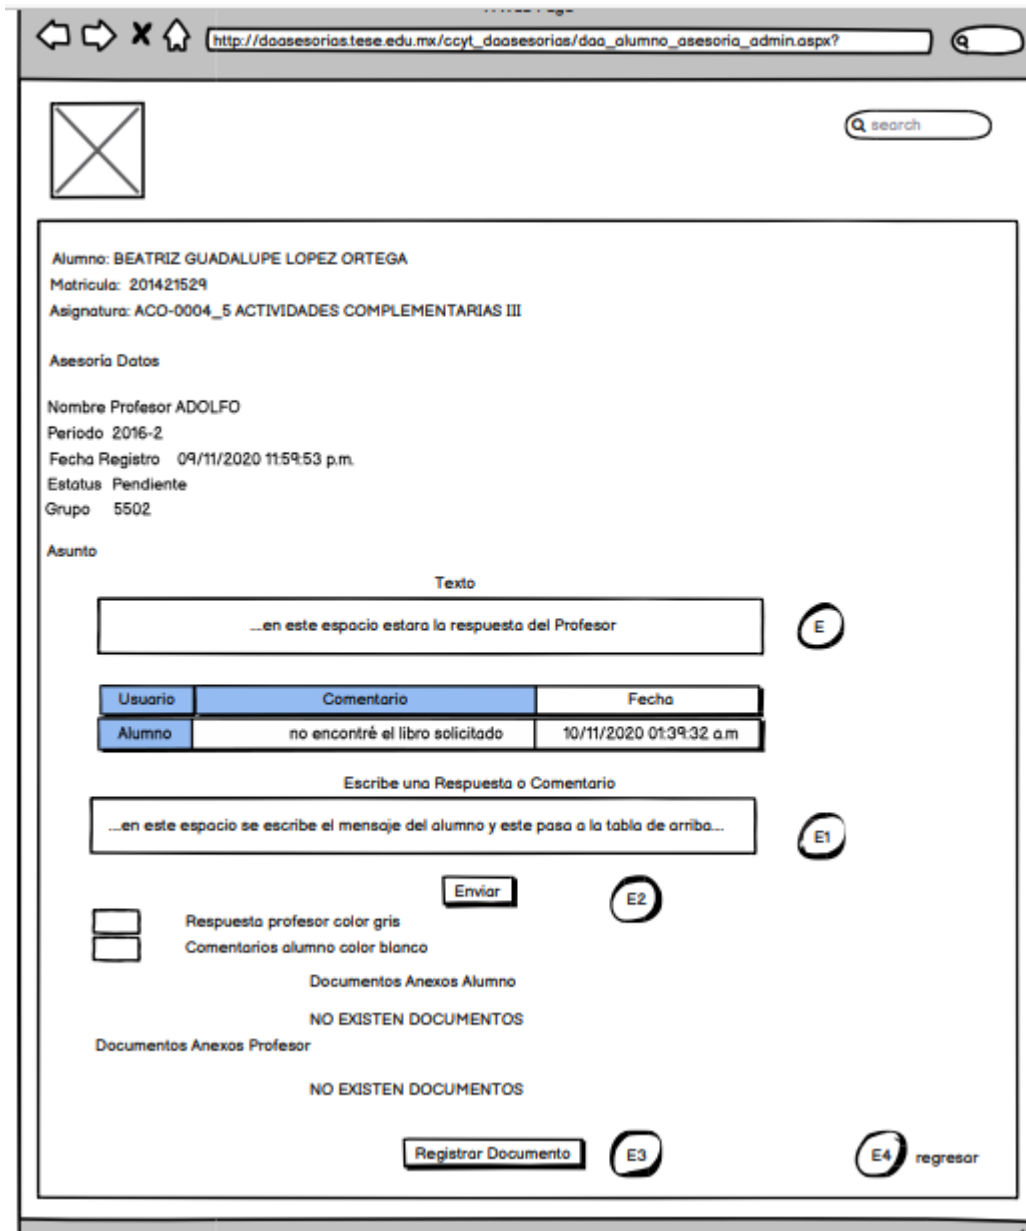 http://daasesorias.tese.edu.mx/ccyt_daasesorias/daa_alumno_asesoria_admin.aspx?
search
Alumno: BEATRIZ GUADALUPE LOPEZ ORTEGA
Matricula: 201421529
Asignatura: ACO-0004_5 ACTIVIDADES COMPLEMENTARIAS III
Asesoría Datos
Nombre Profesor ADOLFO
Periodo 2016-2
Fecha Registro 09/11/2020 11:59:53 p.m.
Estatus Pendiente
Grupo 5502
Asunto
Texto
....en este espacio estara la respuesta del Profesor E
Usuario Comentario Fecha
Alumno no encontré el libro solicitado 10/11/2020 01:39:32 a.m
Escribe una Respuesta o Comentario
....en este espacio se escribe el mensaje del alumno y este pasa a la tabla de arriba.... E1
Enviar E2
Respuesta profesor color gris
Comentarios alumno color blanco
Documentos Anexos Alumno
NO EXISTEN DOCUMENTOS
Documentos Anexos Profesor
NO EXISTEN DOCUMENTOS
Registrar Documento E3 E4 regresar